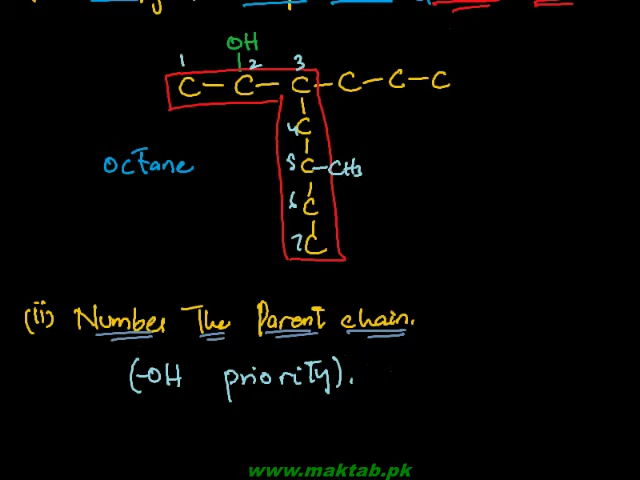 OH
1 2 3
C - C - C - C - C - C
4 C
5 C - CH3
octane
6 C
7 C
(ii) Number The Parent chain.
(-OH priority).
www.maktab.pk